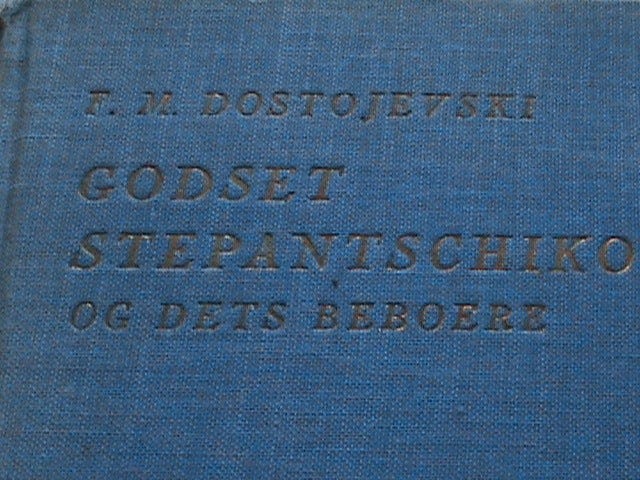 F. M. DOSTOJEVSKI
GODSET
STEPANTSCHIKO
OG DETS BEBOERE